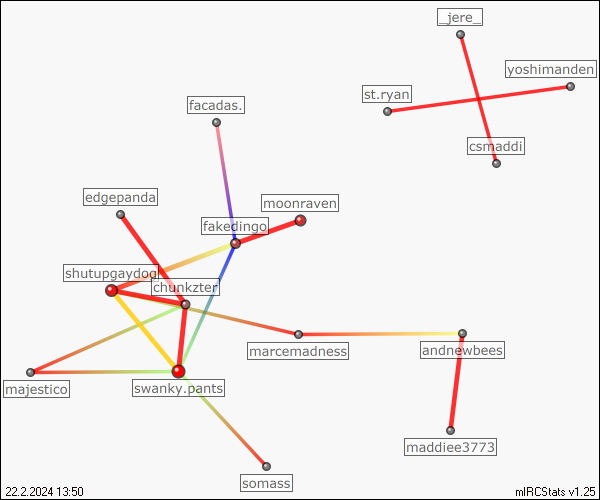 _jere_
yoshimanden
st.ryan
facadas.
csmaddi
edgepanda
moonraven
fakedingo
shutupgaydog
chunkzter
marcemadness
andnewbees
majestico
swanky.pants
maddiee3773
somass
22.2.2024 13:50
mIRCStats v1.25